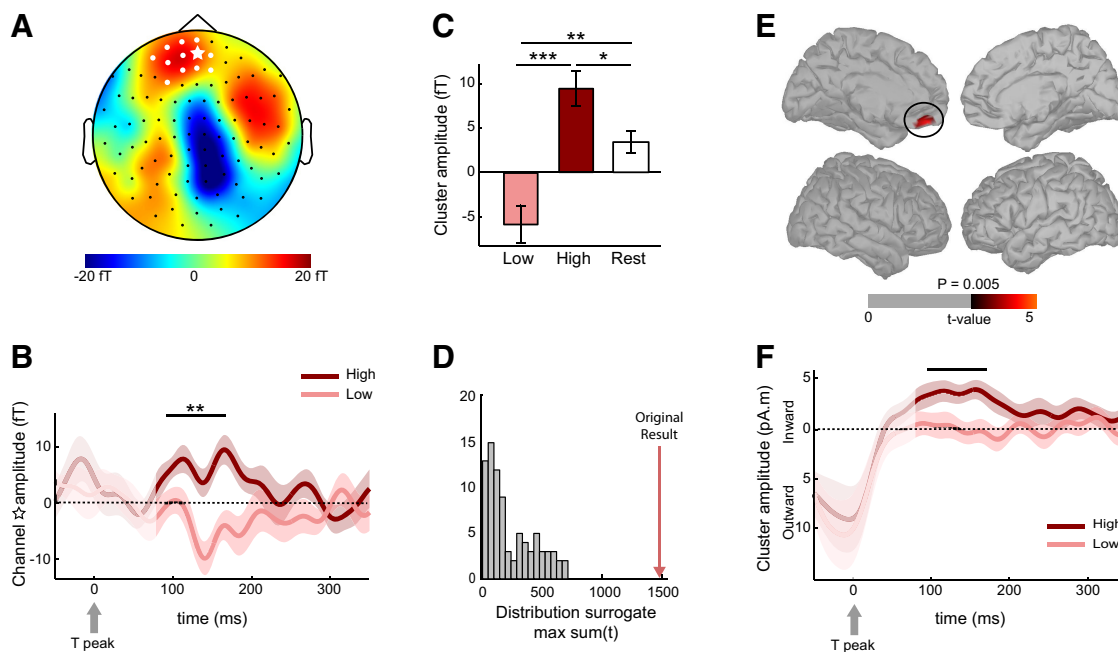 A
-20 fT
0
20 fT
B
High
Low
**
Channel ☆ amplitude (fT)
10
0
-10
0
100
200
300
time (ms)
T peak
C
**
***
*
Cluster amplitude (fT)
10
5
0
-5
Low
High
Rest
D
20
15
10
5
0
Original
Result
0
500
1000
1500
Distribution surrogate
max sum(t)
E
P = 0.005
0
t-value
5
F
Cluster amplitude (pA.m)
Outward
Inward
5
0
5
10
High
Low
0
100
200
300
time (ms)
T peak